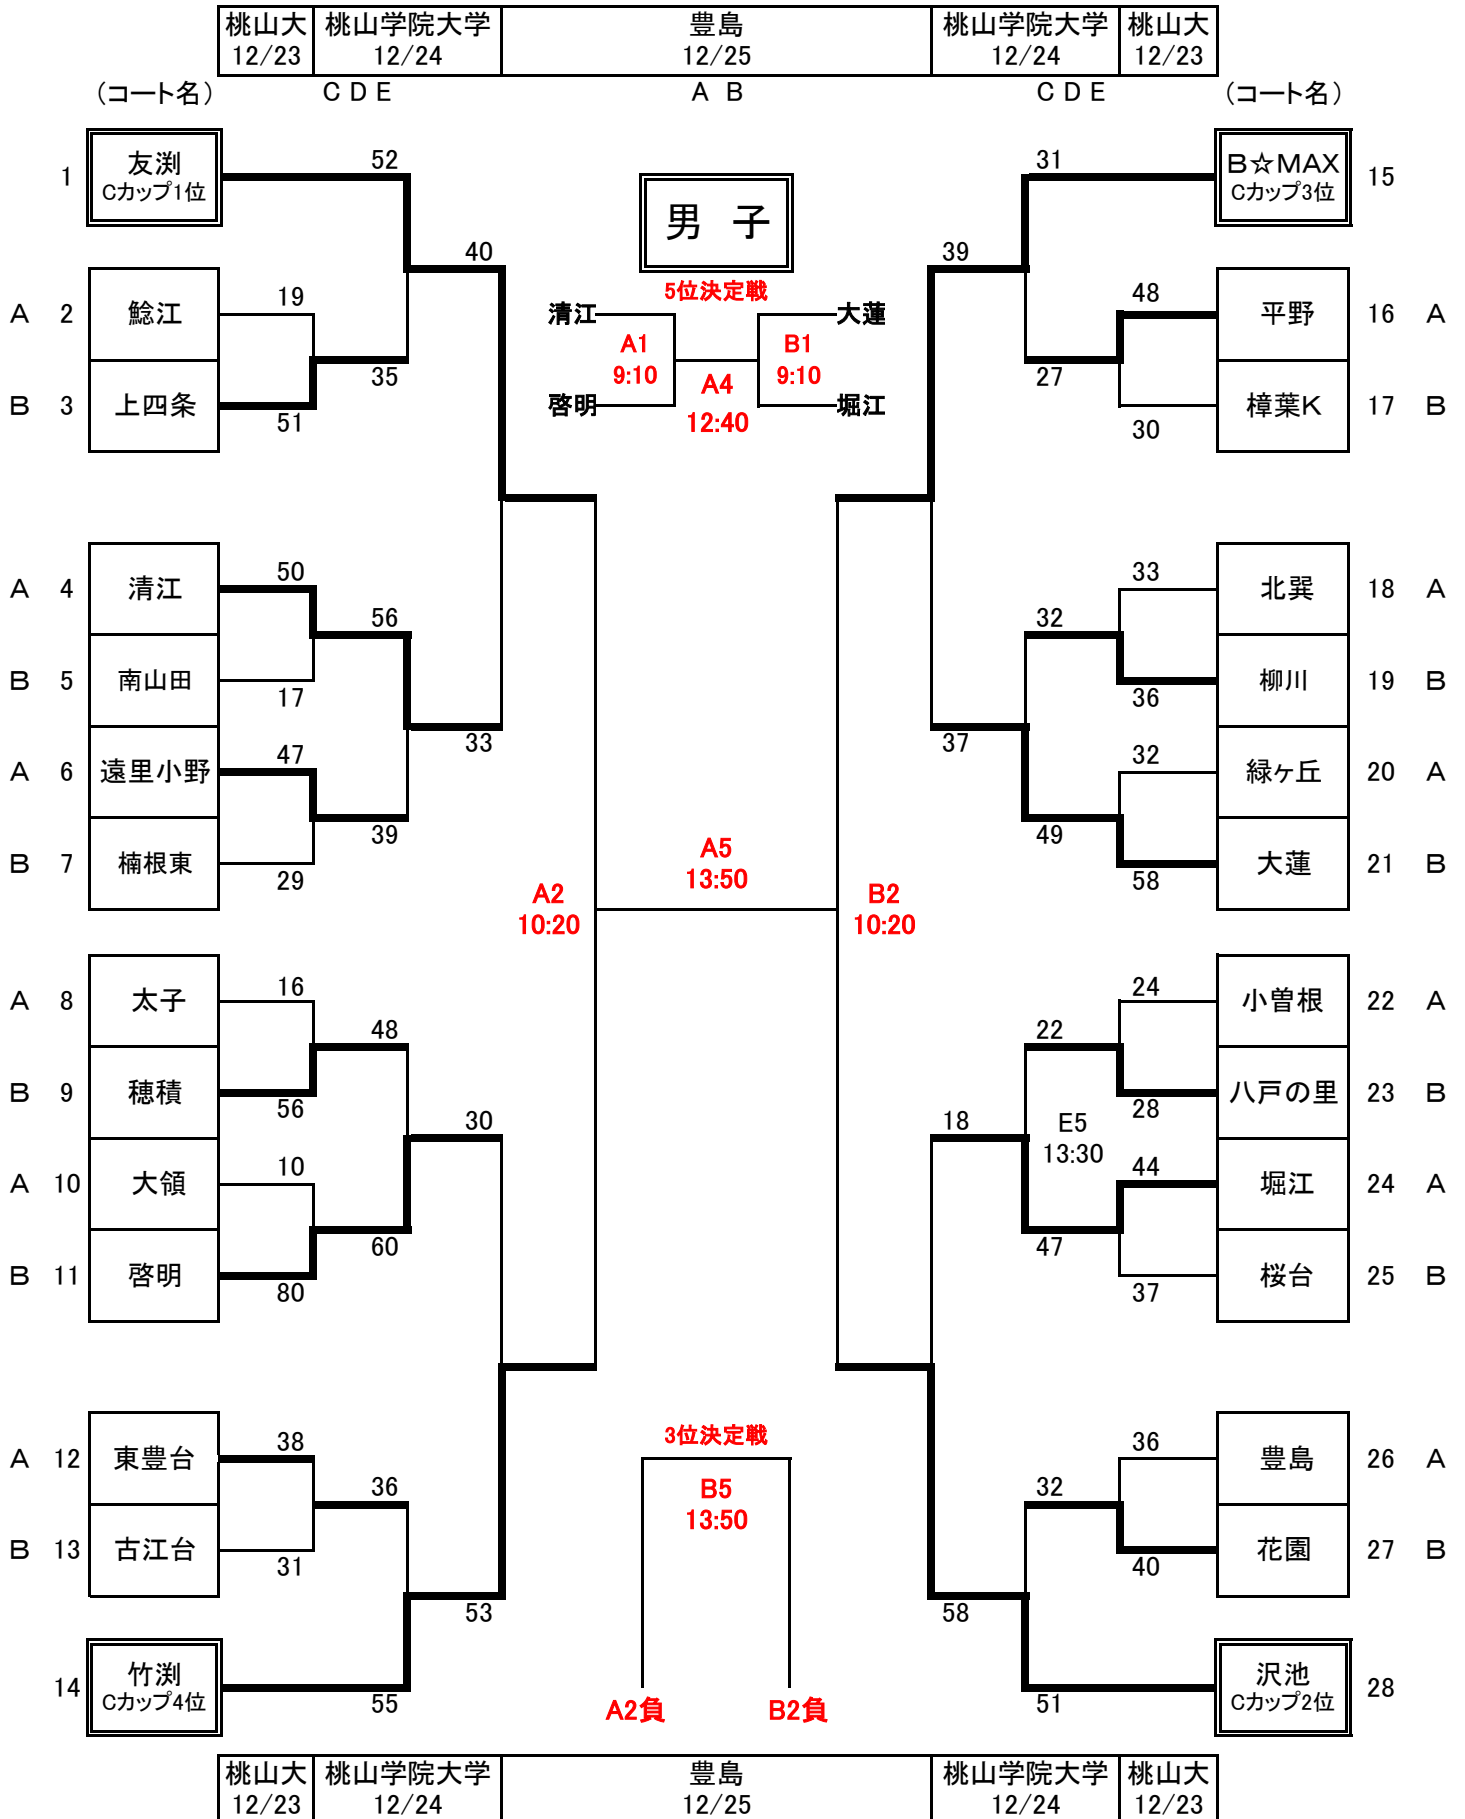 桃山大 桃山学院大学 豊島 桃山学院大学 桃山大
12/23 12/24 12/25 12/24 12/23
（コート名） C D E A B C D E （コート名）
1 友渕 52 31 B☆MAX 15
Cカップ1位 Cカップ3位
男 子
40 39
5位決定戦
A 2 鯰江 19 清江 大蓮 48 平野 16 A
A1 B1
9:10 9:10
35 A4 27
B 3 上四条 51 啓明 12:40 堀江 30 樟葉K 17 B
A 4 清江 50 33 北巽 18 A
56 32
B 5 南山田 17 36 柳川 19 B
33 37
A 6 遠里小野 47 32 緑ヶ丘 20 A
39 49
A5
13:50
B 7 楠根東 29 58 大蓮 21 B
A2 B2
10:20 10:20
A 8 太子 16 24 小曽根 22 A
48 22
B 9 穂積 56 28 八戸の里 23 B
30 18 E5
13:30
A 10 大領 10 44 堀江 24 A
60 47
B 11 啓明 80 37 桜台 25 B
3位決定戦
A 12 東豊台 38 36 豊島 26 A
36 B5 32
13:50
B 13 古江台 31 40 花園 27 B
53 58
14 竹渕 55 51 沢池 28
Cカップ4位 Cカップ2位
A2負 B2負
桃山大 桃山学院大学 豊島 桃山学院大学 桃山大
12/23 12/24 12/25 12/24 12/23